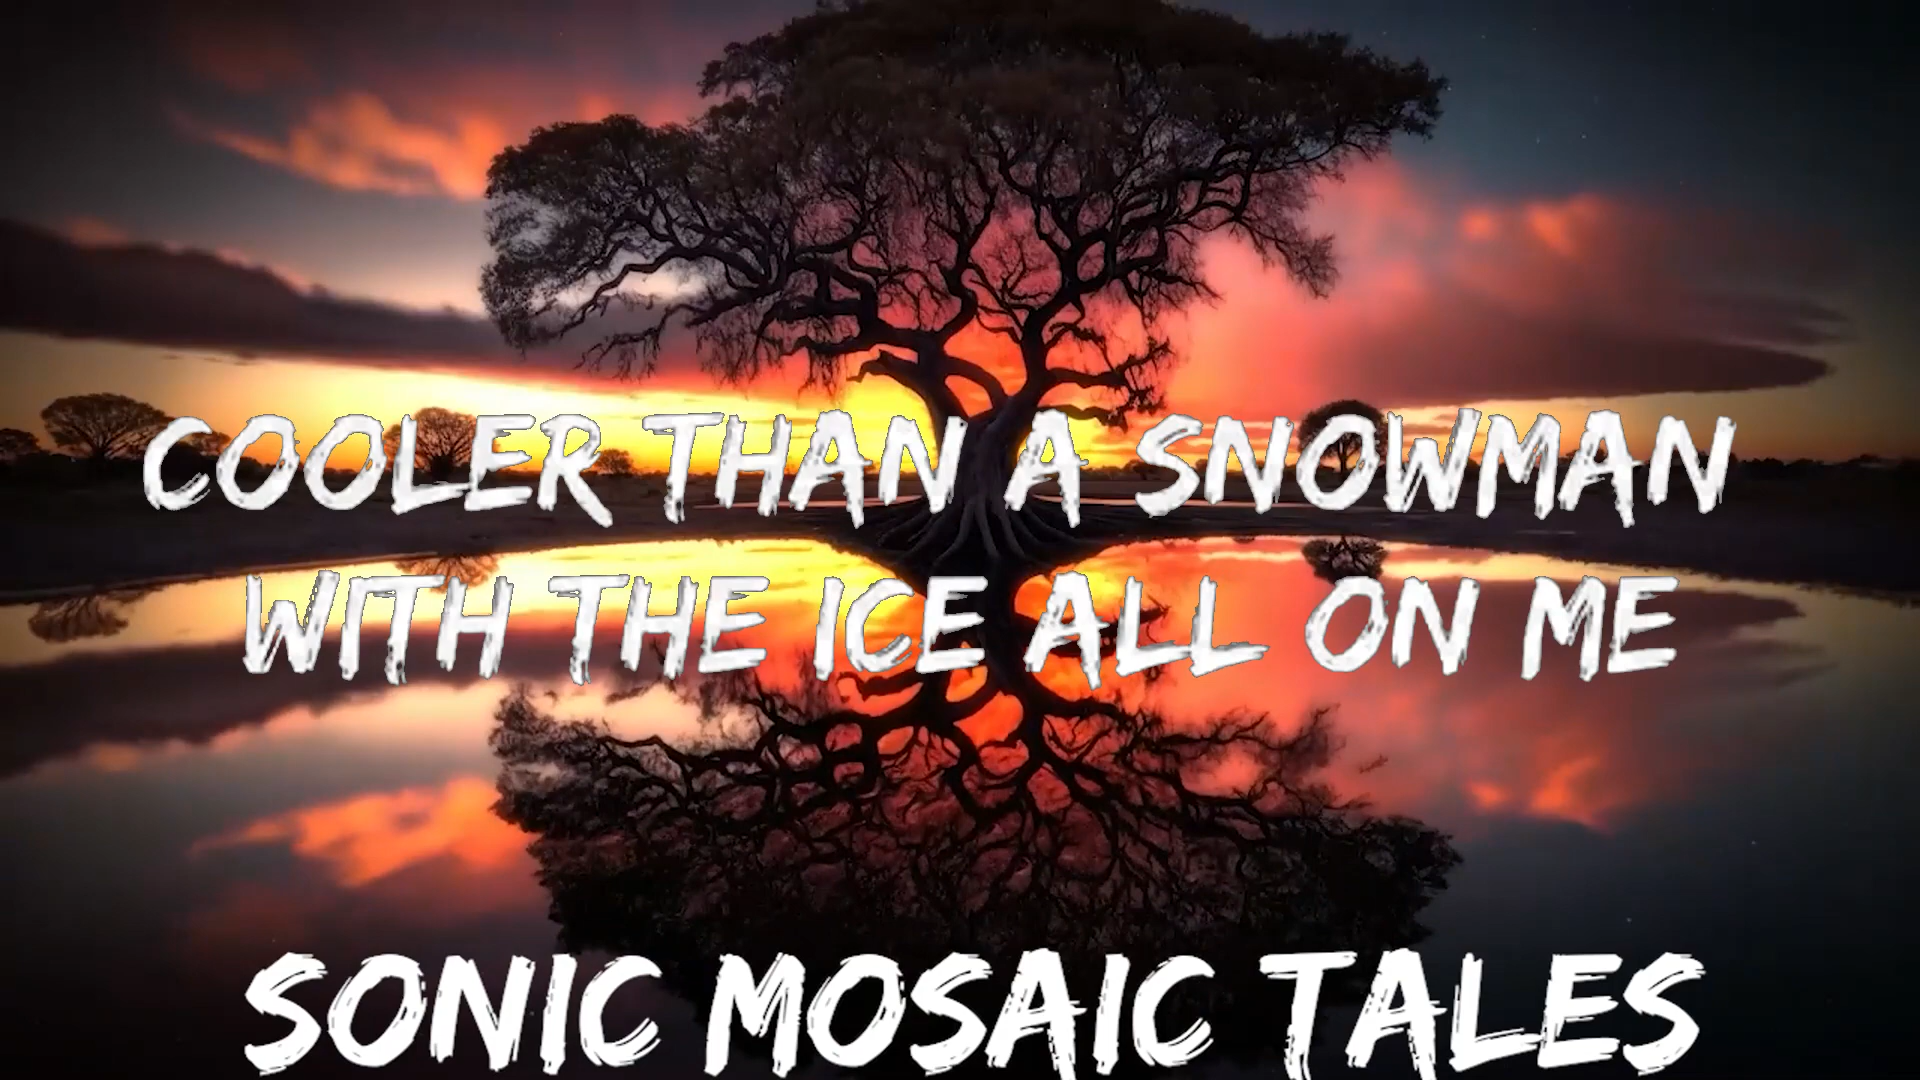 COOLER THAN A SNOWMAN
WITH THE ICE ALL ON ME
SONIC MOSAIC TALES